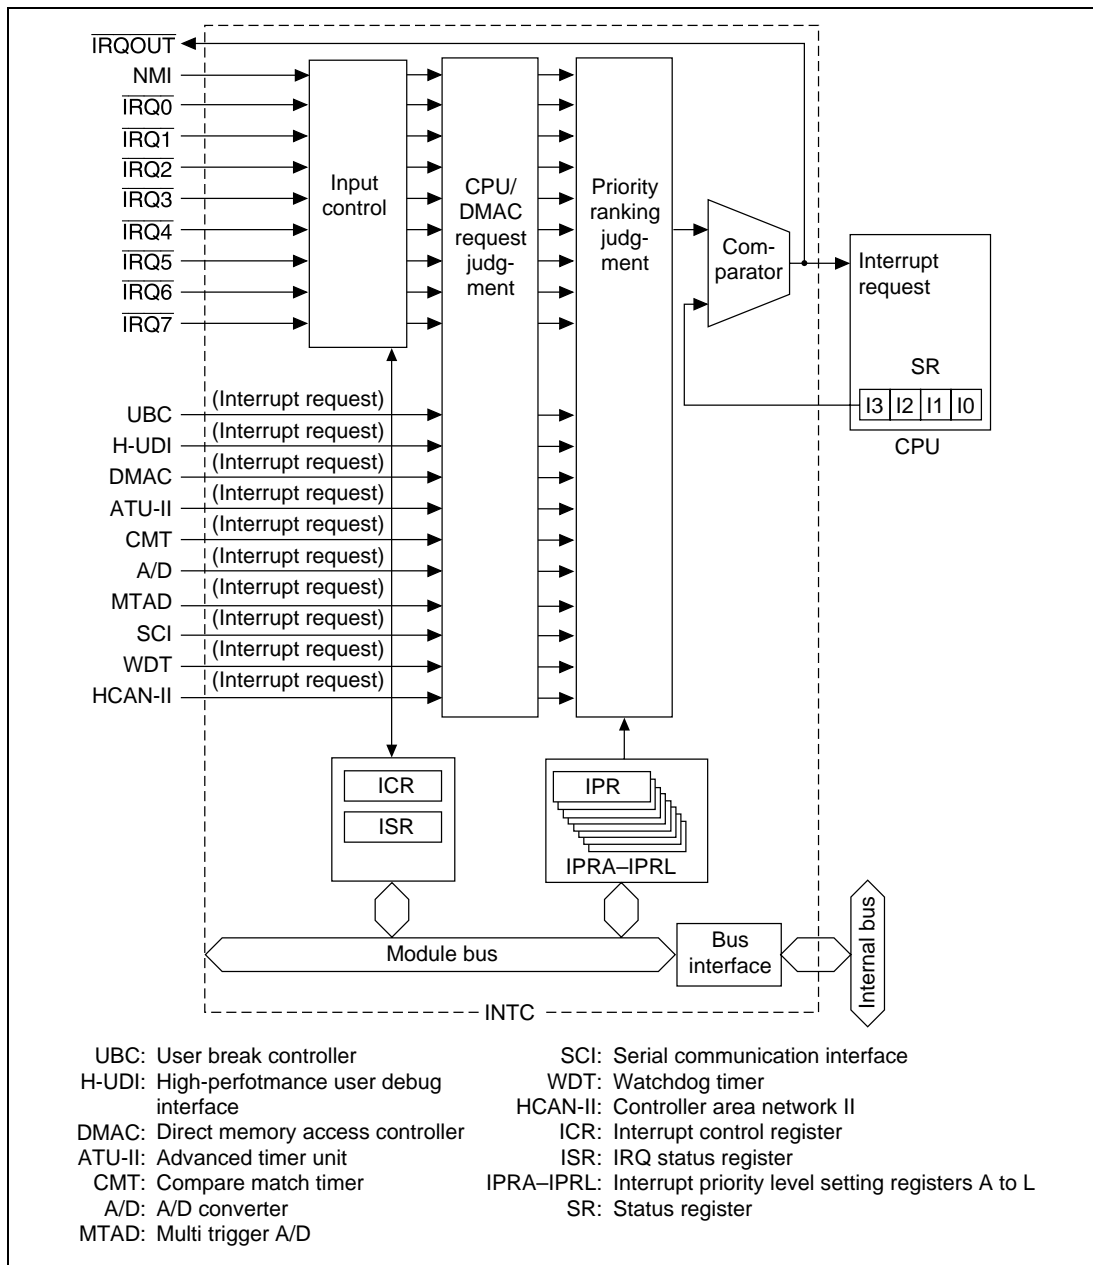 IRQOUT
NMI
IRQ0
IRQ1
IRQ2
IRQ3
IRQ4
IRQ5
IRQ6
IRQ7
Input
control
CPU/
DMAC
request
judg-
ment
Priority
ranking
judg-
ment
Com-
parator
Interrupt
request
SR
I3 I2 I1 I0
CPU
UBC (Interrupt request)
H-UDI (Interrupt request)
DMAC (Interrupt request)
ATU-II (Interrupt request)
CMT (Interrupt request)
A/D (Interrupt request)
MTAD (Interrupt request)
SCI (Interrupt request)
WDT (Interrupt request)
HCAN-II (Interrupt request)
ICR
ISR
IPR
IPRA–IPRL
Module bus
Bus
interface
Internal bus
INTC
UBC: User break controller
H-UDI: High-perfotmance user debug
interface
DMAC: Direct memory access controller
ATU-II: Advanced timer unit
CMT: Compare match timer
A/D: A/D converter
MTAD: Multi trigger A/D
SCI: Serial communication interface
WDT: Watchdog timer
HCAN-II: Controller area network II
ICR: Interrupt control register
ISR: IRQ status register
IPRA–IPRL: Interrupt priority level setting registers A to L
SR: Status register